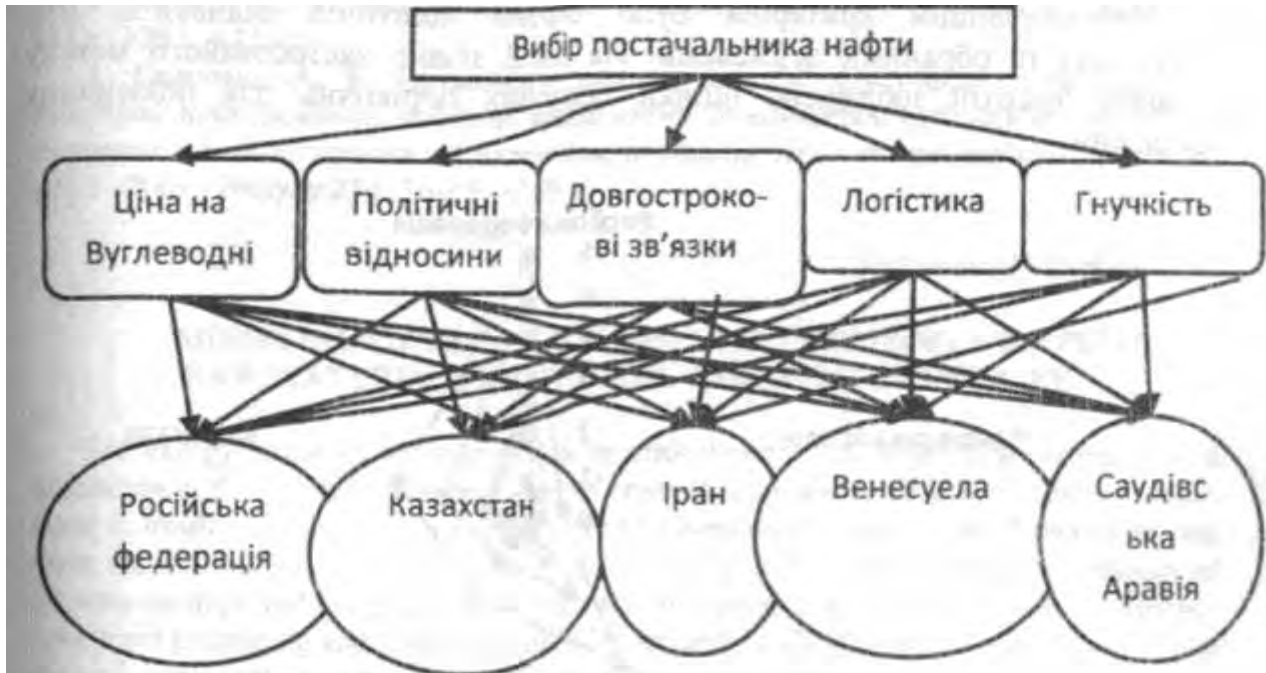 Вибір постачальника нафти
Ціна на
Вуглеводні
Політичні
відносини
Довгостроко-
ві зв’язки
Логістика
Гнучкість
Російська
федерація
Казахстан
Іран
Венесуела
Саудівс
ька
Аравія